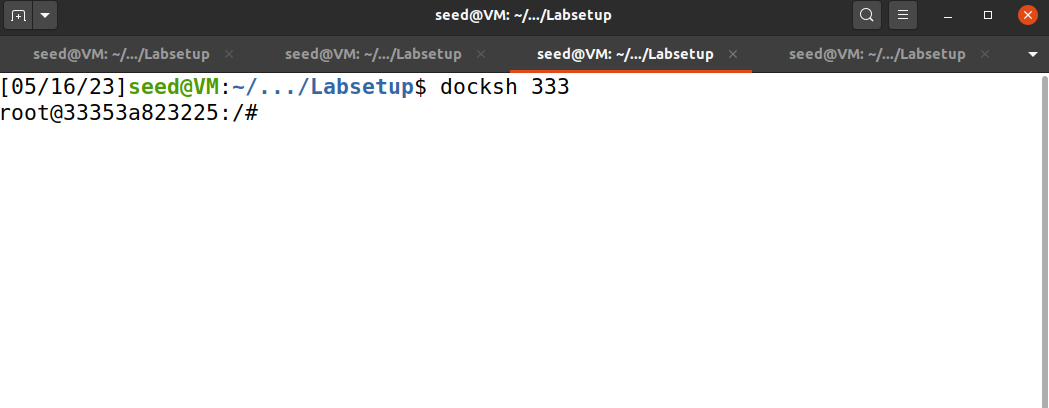 seed@VM: ~/.../Labsetup
seed@VM: ~/.../Labsetup × seed@VM: ~/.../Labsetup × seed@VM: ~/.../Labsetup × seed@VM: ~/.../Labsetup ×
[05/16/23]seed@VM:~/.../Labsetup$ docksh 333
root@33353a823225:/#